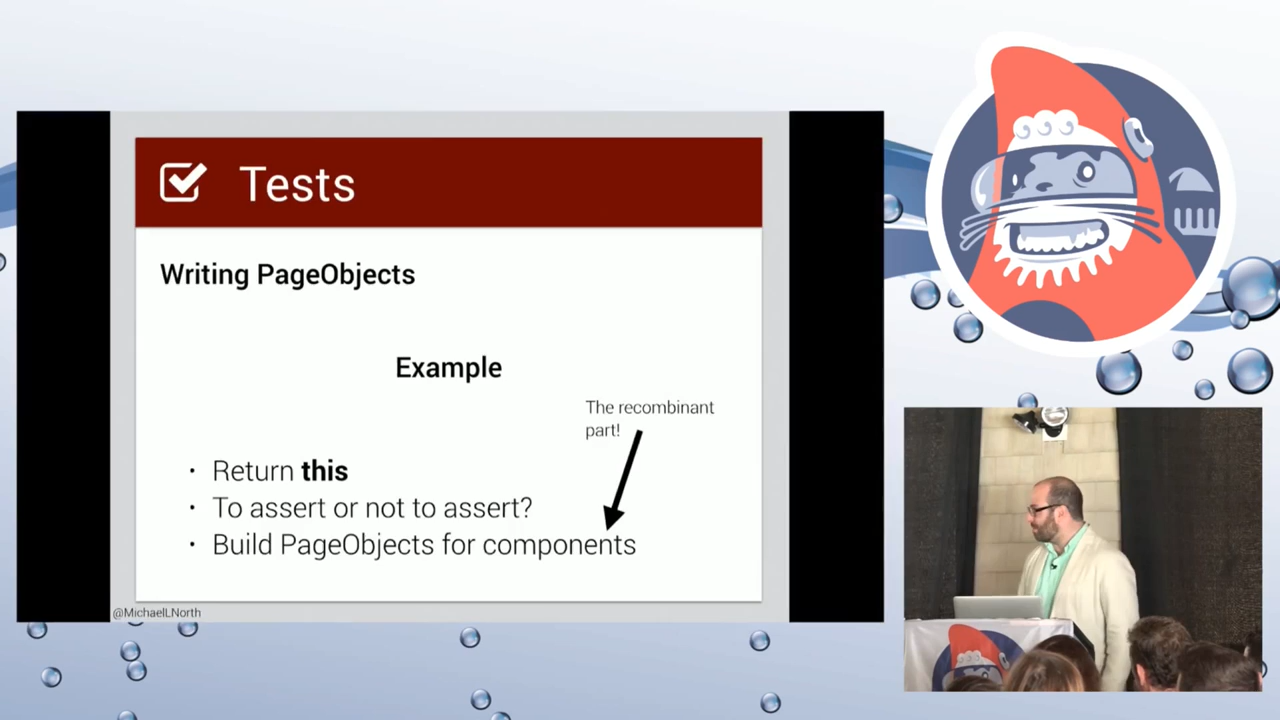 Tests
Writing PageObjects
Example
The recombinant
part!
· Return this
· To assert or not to assert?
· Build PageObjects for components
@MichaelLNorth